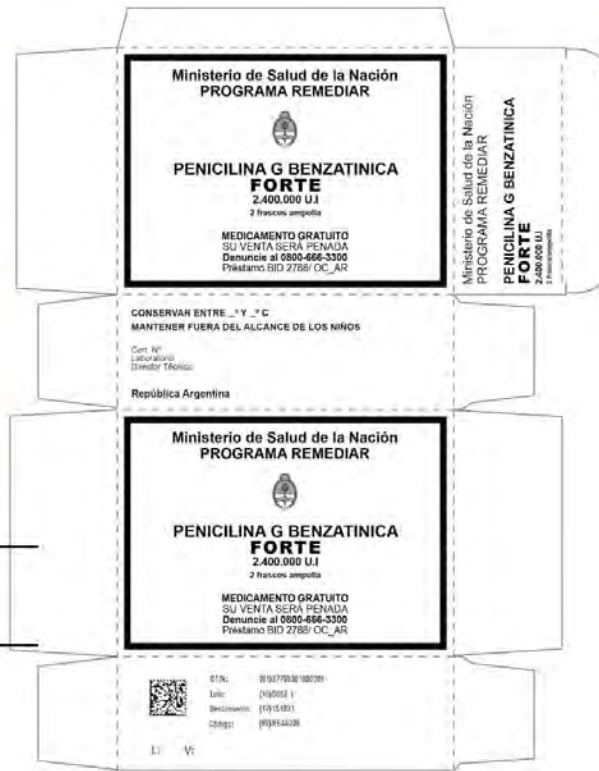 Ministerio de Salud de la Nación
PROGRAMA REMEDIAR
PENICILINA G BENZATINICA
FORTE
2.400.000 U.I
2 frascos ampolla
MEDICAMENTO GRATUITO
SU VENTA SERÁ PENADA
Denuncie al 0800-666-3300
Préstamo BID 2788/ OC_AR
Ministerio de Salud de la Nación
PROGRAMA REMEDIAR
PENICILINA G BENZATINICA
FORTE
2.400.000 U.I
2 frascos ampolla
CONSERVAR ENTRE _° Y _° C
MANTENER FUERA DEL ALCANCE DE LOS NIÑOS
Cert. N°
Laboratorio
Director Técnico
República Argentina
Ministerio de Salud de la Nación
PROGRAMA REMEDIAR
PENICILINA G BENZATINICA
FORTE
2.400.000 U.I
2 frascos ampolla
MEDICAMENTO GRATUITO
SU VENTA SERÁ PENADA
Denuncie al 0800-666-3300
Préstamo BID 2788/ OC_AR
GTIN:
Lote:
Vencimiento:
Código:
L: V: